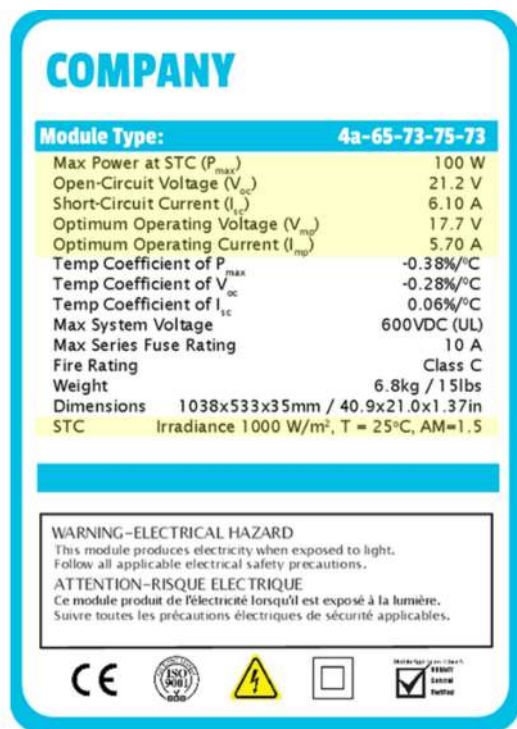 COMPANY
Module Type: 4a-65-73-75-73
Max Power at STC (Pmax) 100 W
Open-Circuit Voltage (Voc) 21.2 V
Short-Circuit Current (Isc) 6.10 A
Optimum Operating Voltage (Vmp) 17.7 V
Optimum Operating Current (Imp) 5.70 A
Temp Coefficient of Pmax -0.38%/°C
Temp Coefficient of Voc -0.28%/°C
Temp Coefficient of Isc 0.06%/°C
Max System Voltage 600VDC (UL)
Max Series Fuse Rating 10 A
Fire Rating Class C
Weight 6.8kg / 15lbs
Dimensions 1038x533x35mm / 40.9x21.0x1.37in
STC Irradiance 1000 W/m², T = 25°C, AM=1.5
WARNING-ELECTRICAL HAZARD
This module produces electricity when exposed to light.
Follow all applicable electrical safety precautions.
ATTENTION-RISQUE ELECTRIQUE
Ce module produit de l'électricité lorsqu'il est exposé à la lumière.
Suivre toutes les précautions électriques de sécurité applicables.
CE
ISO
9001